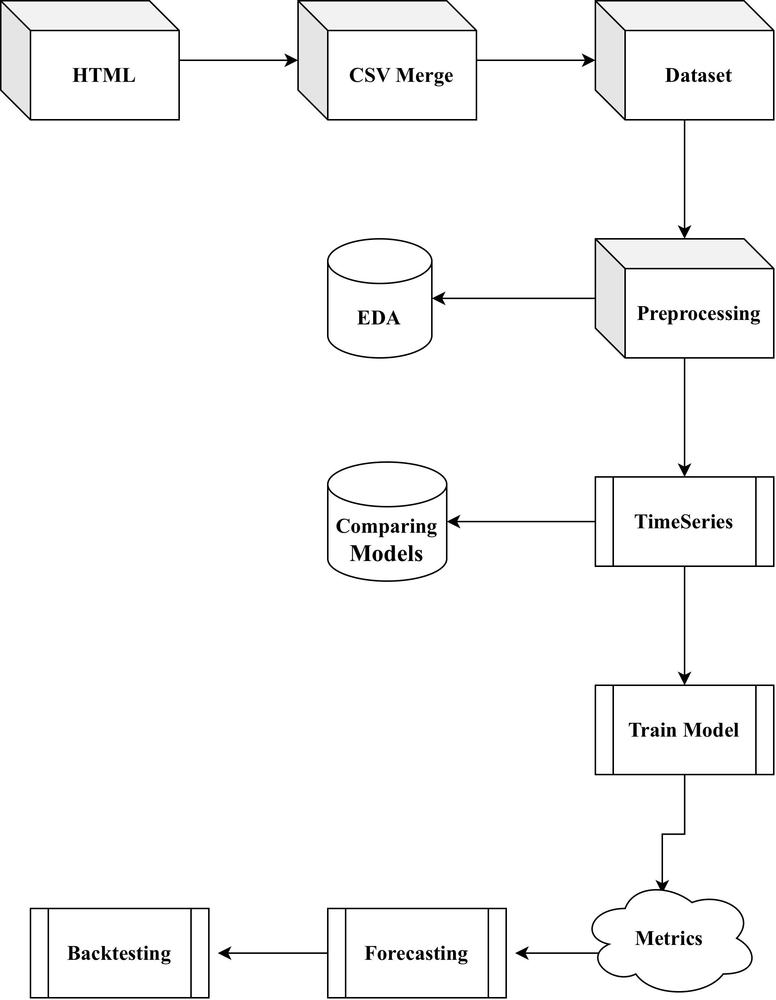 HTML
CSV Merge
Dataset
EDA
Preprocessing
Comparing
Models
TimeSeries
Train Model
Metrics
Backtesting
Forecasting